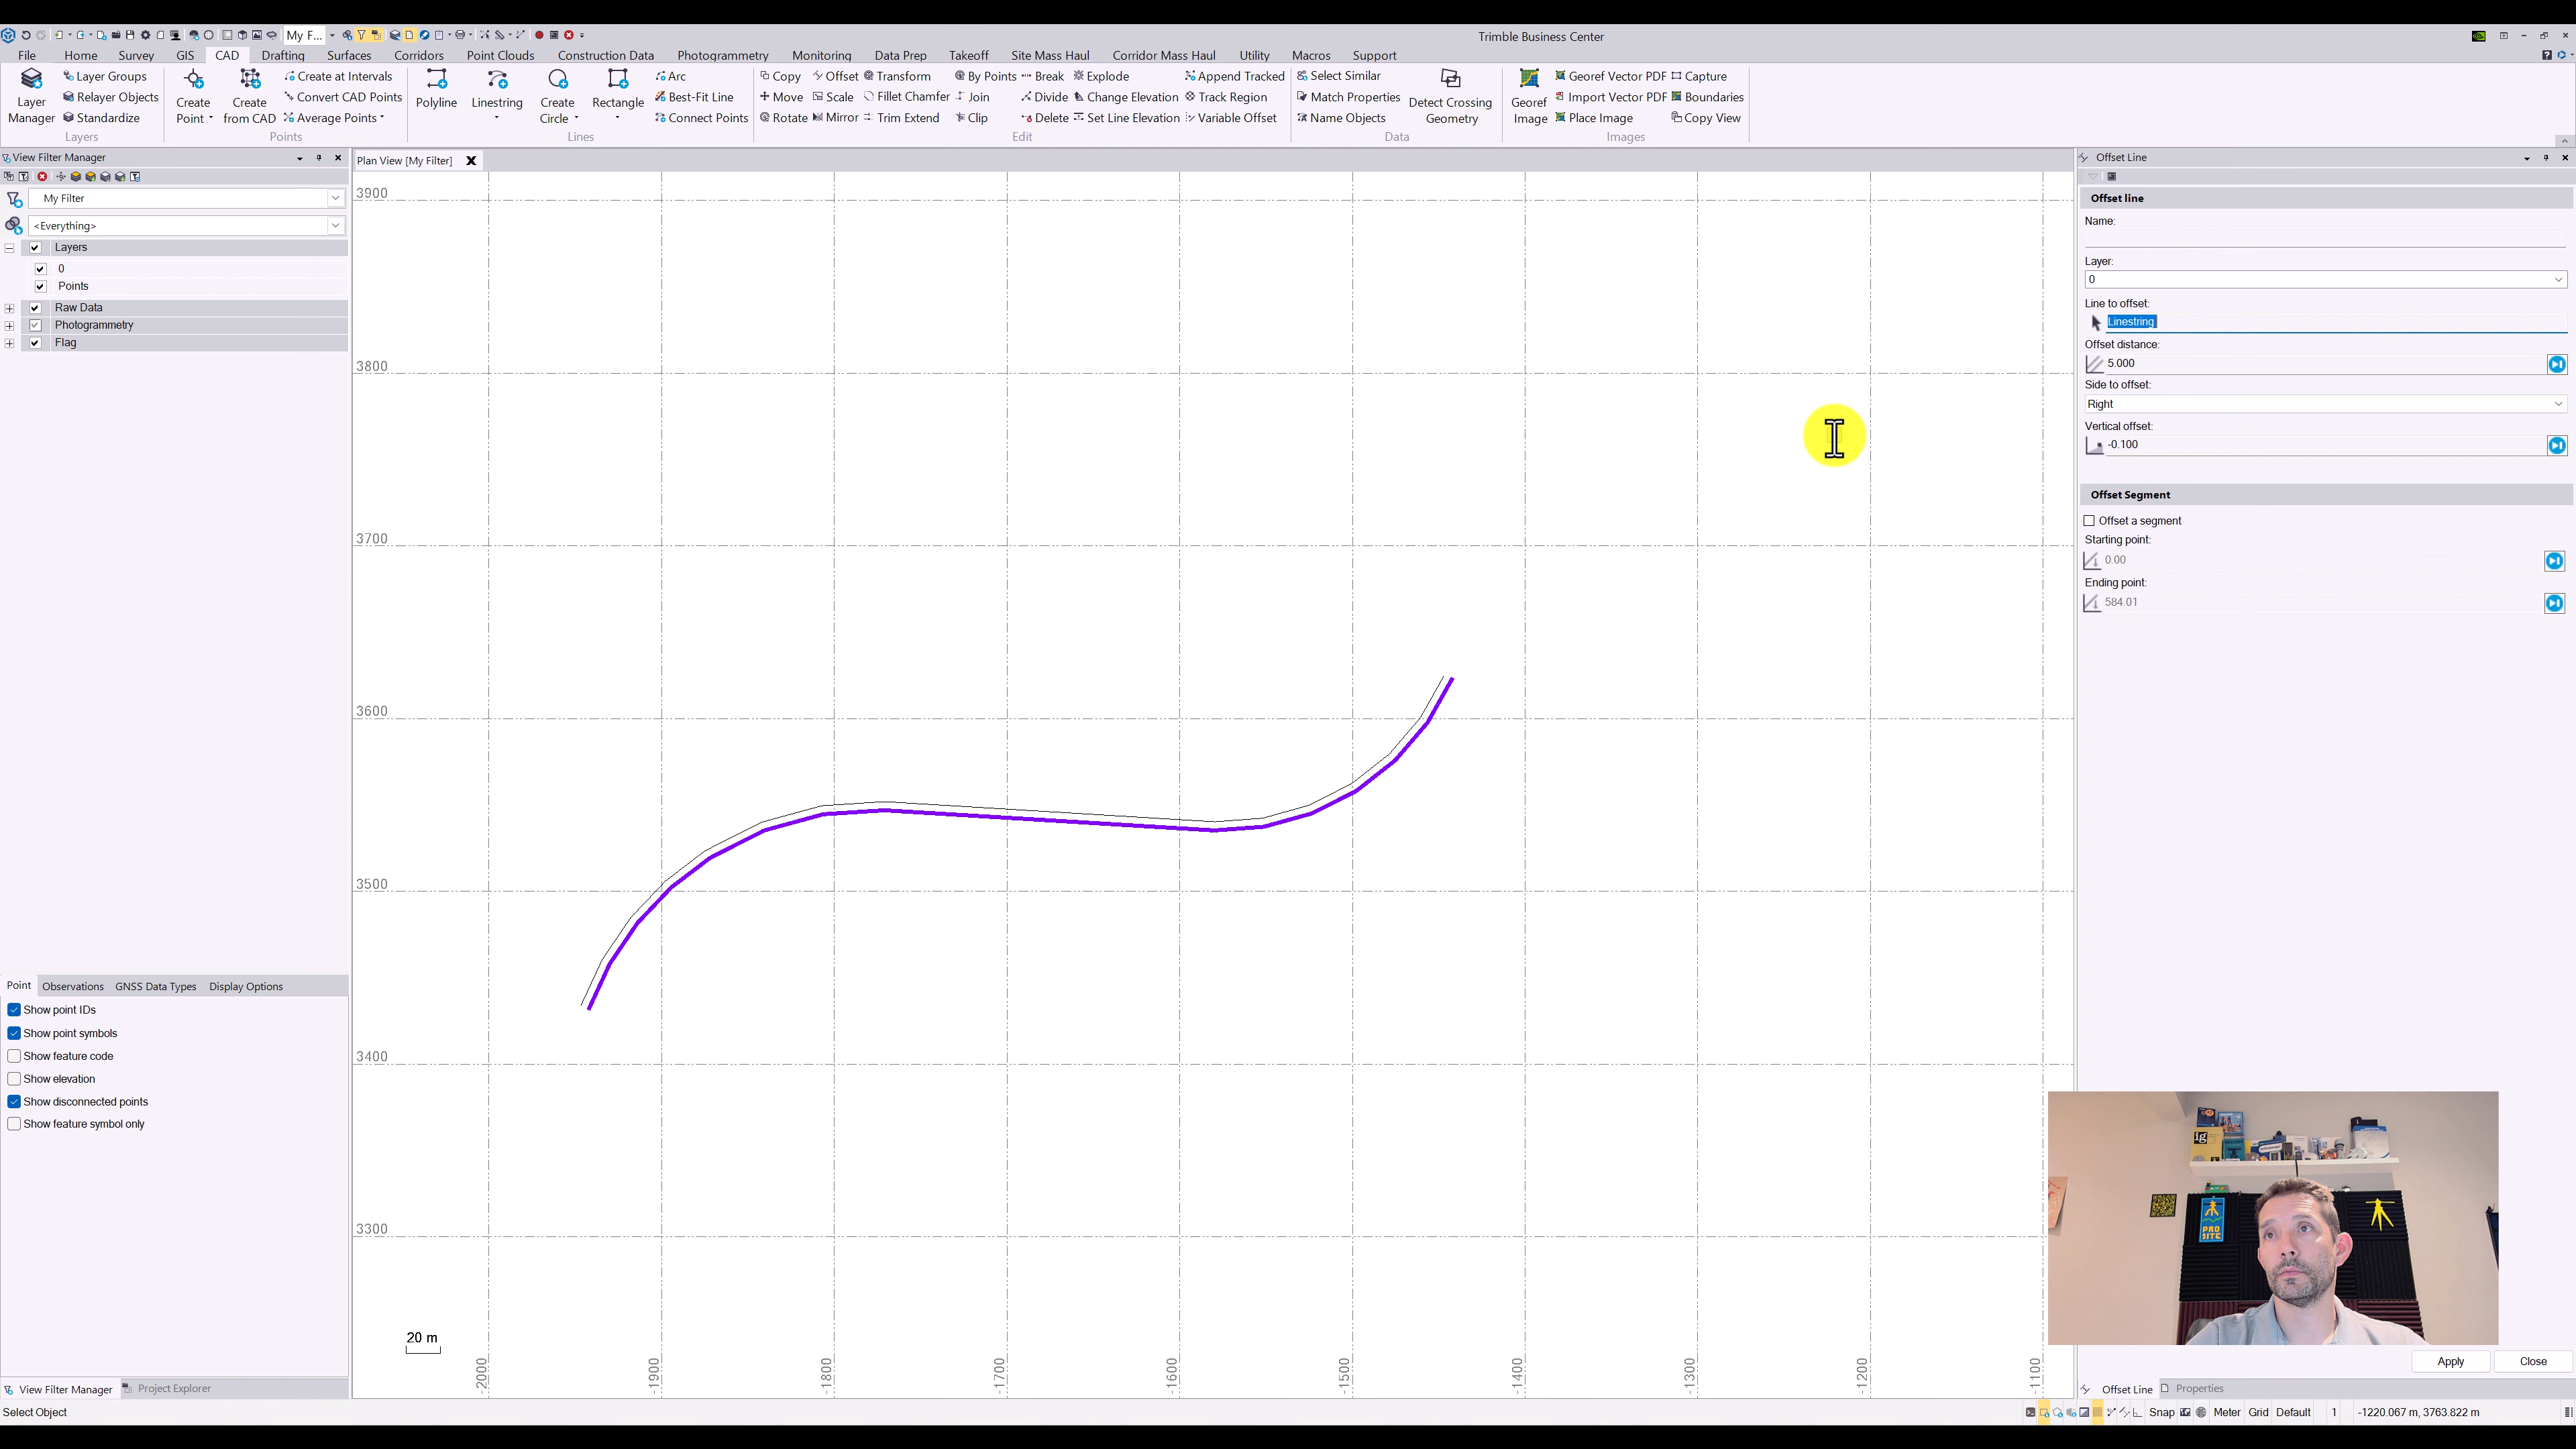 My F... Trimble Business Center
File Home Survey GIS CAD Drafting Surfaces Corridors Point Clouds Construction Data Photogrammetry Monitoring Data Prep Takeoff Site Mass Haul Corridor Mass Haul Utility Macros Support
Layer Manager
Layer Groups
Relayer Objects
Standardize
Layers
Create Point
Create from CAD
Create at Intervals
Convert CAD Points
Average Points
Points
Polyline
Linestring
Create Circle
Rectangle
Arc
Best-Fit Line
Connect Points
Lines
Copy Offset Transform By Points Break Explode Append Tracked
Move Scale Fillet Chamfer Join Divide Change Elevation Track Region
Rotate Mirror Trim Extend Clip Delete Set Line Elevation Variable Offset
Edit
Select Similar
Match Properties
Name Objects
Detect Crossing Geometry
Data
Georef Image
Georef Vector PDF Capture
Import Vector PDF Boundaries
Place Image Copy View
Images
View Filter Manager
My Filter
<Everything>
Layers
0
Points
Raw Data
Photogrammetry
Flag
Point Observations GNSS Data Types Display Options
Show point IDs
Show point symbols
Show feature code
Show elevation
Show disconnected points
Show feature symbol only
View Filter Manager Project Explorer
Select Object
Plan View [My Filter]
3900
3800
3700
3600
3500
3400
3300
20 m
-2000 -1900 -1800 -1700 -1600 -1500 -1400 -1300 -1200 -1100
Offset Line
Offset line
Name:
Layer:
0
Line to offset:
Linestring
Offset distance:
5.000
Side to offset:
Right
Vertical offset:
-0.100
Offset Segment
Offset a segment
Starting point:
0.00
Ending point:
584.01
PRO
SITE
Apply Close
Offset Line Properties
Snap Meter Grid Default 1 -1220.067 m, 3763.822 m